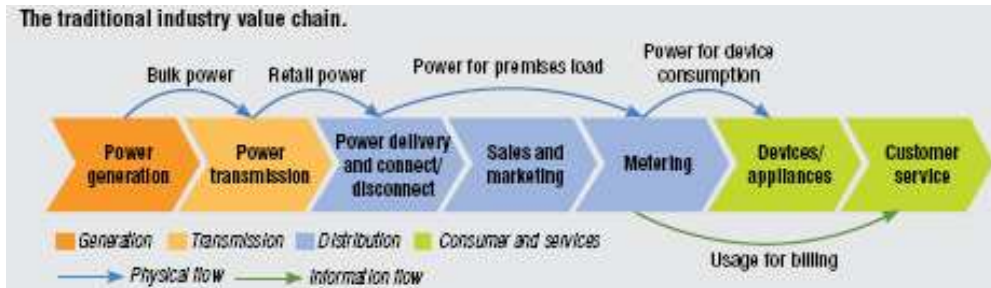 The traditional industry value chain.
Bulk power
Retail power
Power for premises load
Power for device
consumption
Power
generation
Power
transmission
Power delivery
and connect/
disconnect
Sales and
marketing
Metering
Devices/
appliances
Customer
service
Generation
Transmission
Distribution
Consumer and services
Physical flow
Information flow
Usage for billing